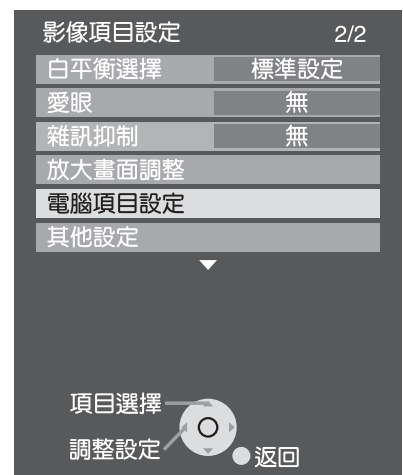 影像項目設定 2/2
白平衡選擇 標準設定
愛眼 無
雜訊抑制 無
放大畫面調整
電腦項目設定
其他設定
項目選擇
調整設定
返回